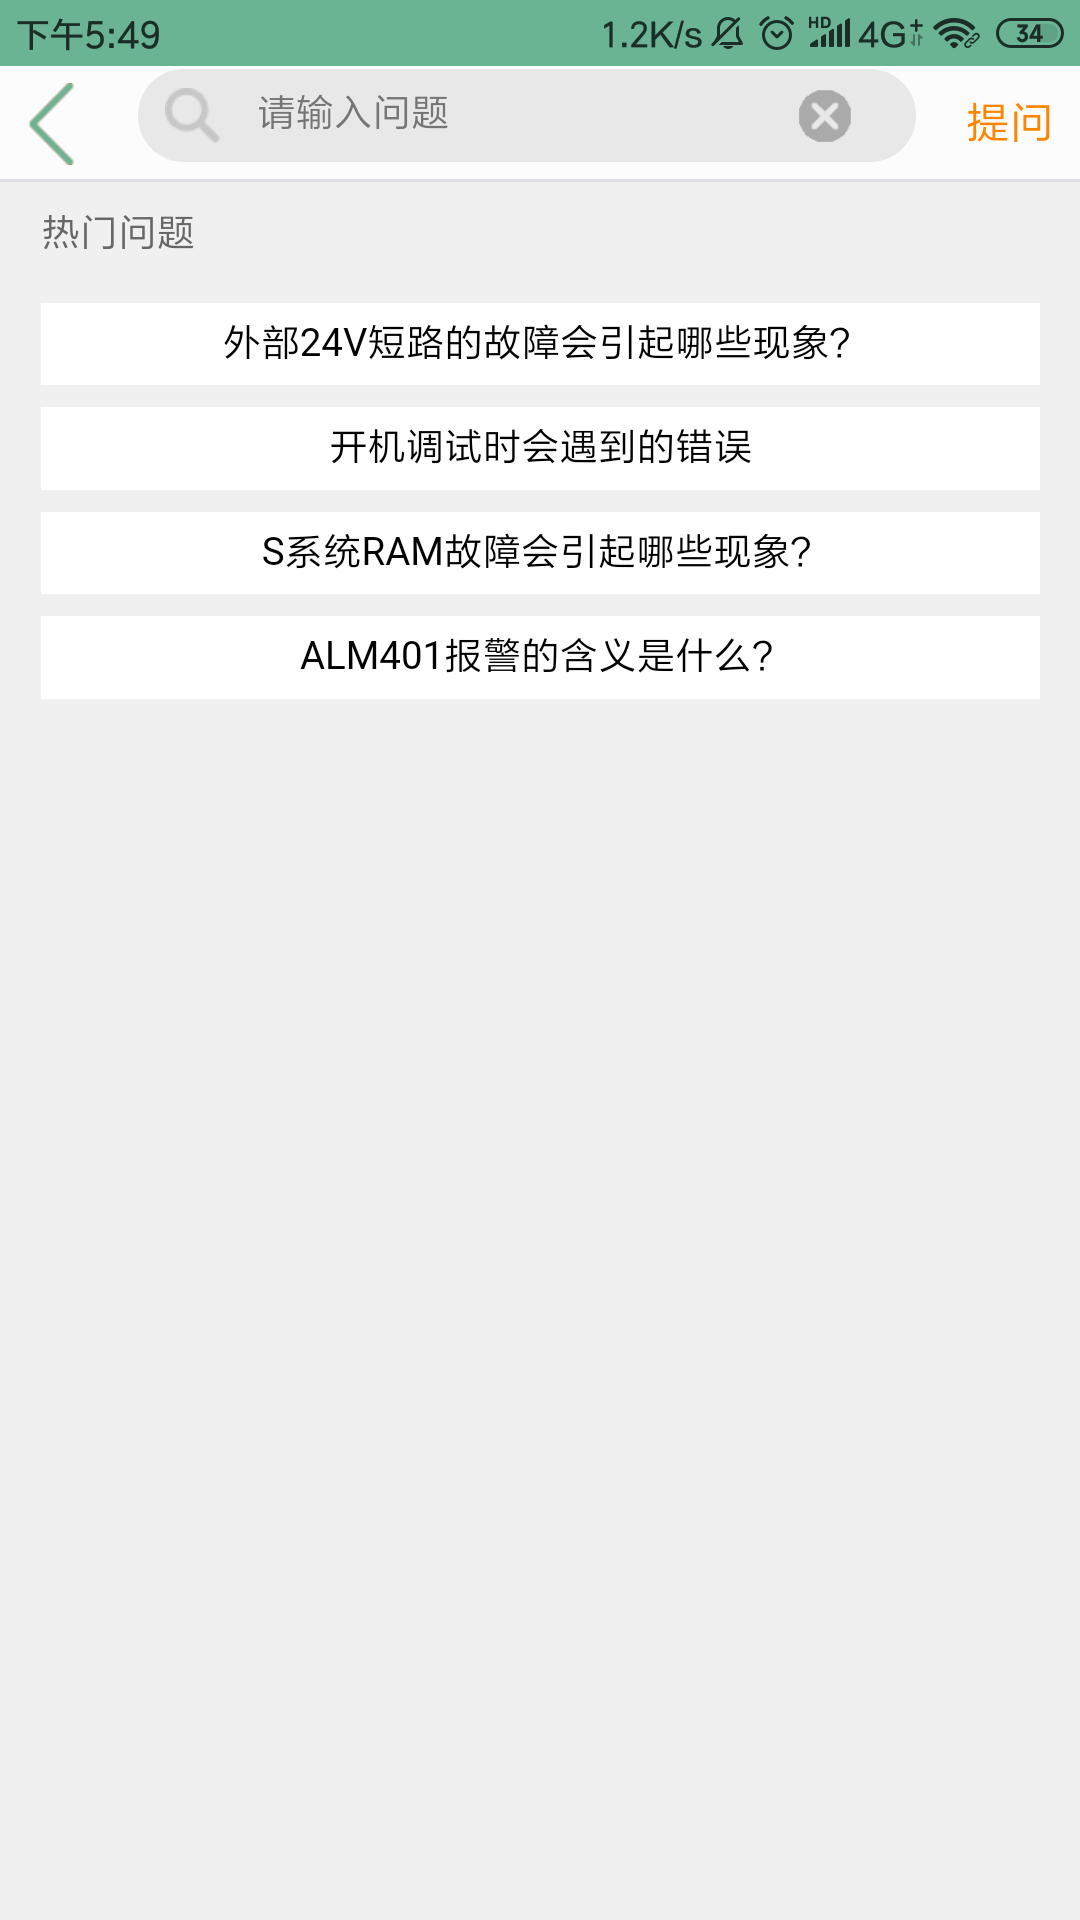 下午5:49 1.2K/s HD 4G+ 34
请输入问题 提问
热门问题
外部24V短路的故障会引起哪些现象?
开机调试时会遇到的错误
S系统RAM故障会引起哪些现象?
ALM401报警的含义是什么?